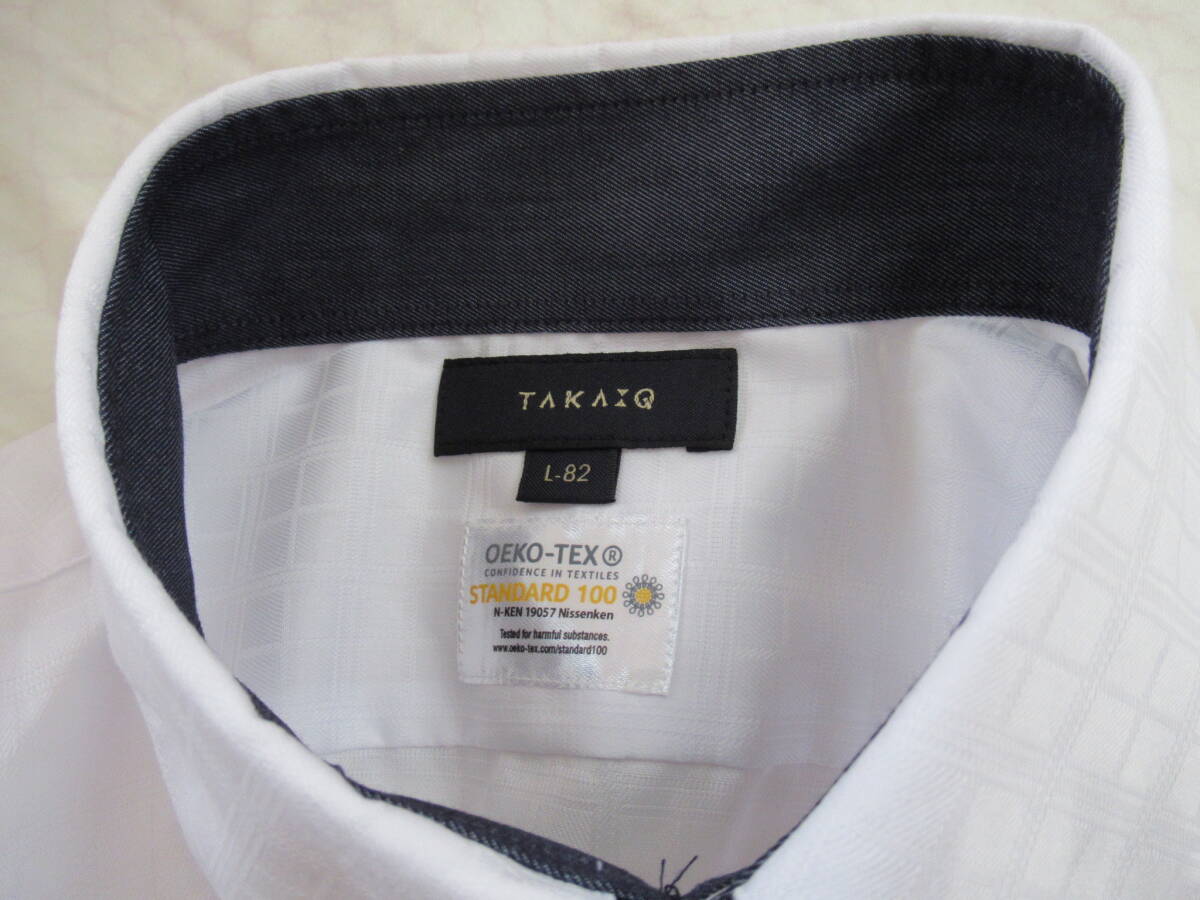 TAKAIQ
L-82
OEKO-TEX®
CONFIDENCE IN TEXTILES
STANDARD 100
N-KEN 19057 Nissenken
Tested for harmful substances.
www.oeko-tex.com/standard100